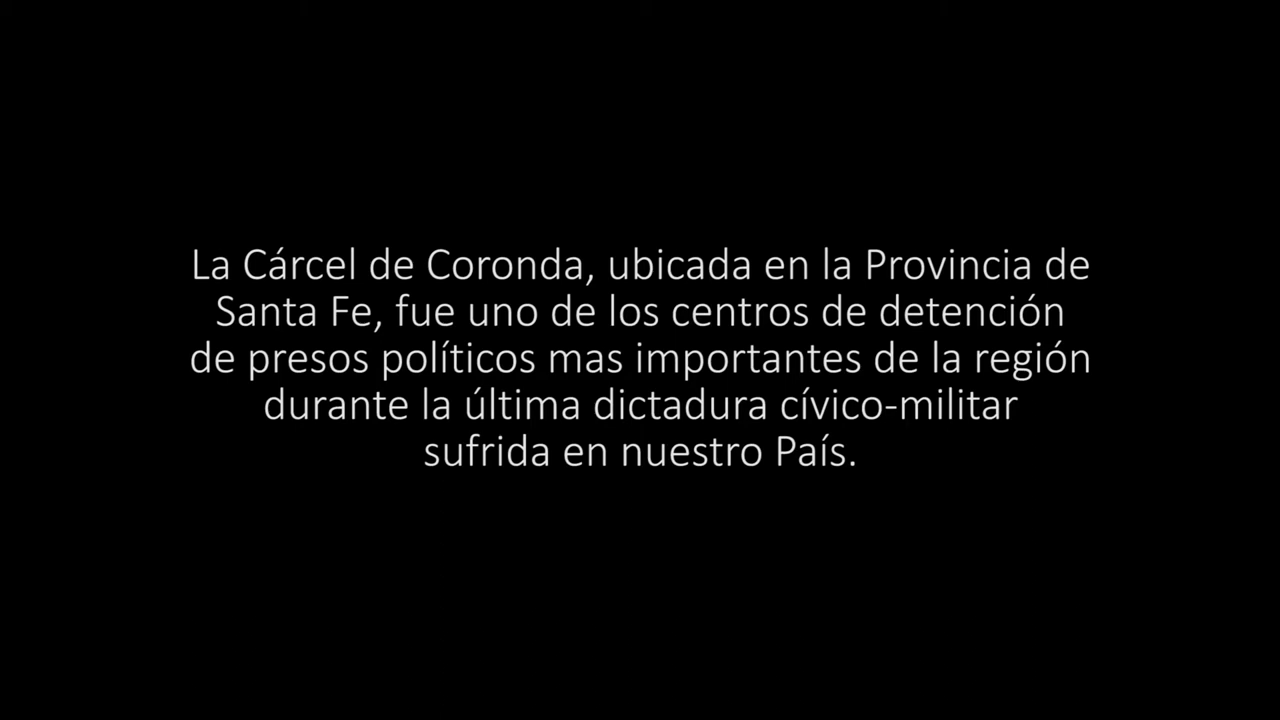 La Cárcel de Coronda, ubicada en la Provincia de
Santa Fe, fue uno de los centros de detención
de presos políticos mas importantes de la región
durante la última dictadura cívico-militar
sufrida en nuestro País.